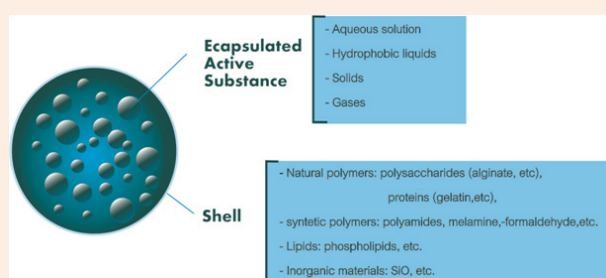 Ecapsulated
Active
Substance
- Aqueous solution
- Hydrophobic liquids
- Solids
- Gases
Shell
- Natural polymers: polysaccharides (alginate, etc),
proteins (gelatin,etc),
- syntetic polymers: polyamides, melamine,-formaldehyde,etc.
- Lipids: phospholipids, etc.
- Inorganic materials: SiO, etc.